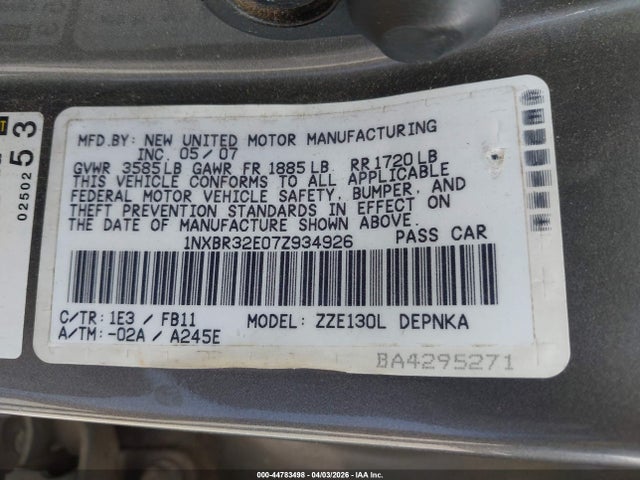 MFD.BY: NEW UNITED MOTOR MANUFACTURING
INC. 05/07
GVWR 3585LB GAWR FR 1885LB RR 1720LB
THIS VEHICLE CONFORMS TO ALL APPLICABLE
FEDERAL MOTOR VEHICLE SAFETY, BUMPER, AND
THEFT PREVENTION STANDARDS IN EFFECT ON
THE DATE OF MANUFACTURE SHOWN ABOVE.
1NXBR32E07Z934926 PASS CAR
C/TR: 1E3 / FB11 MODEL: ZZE130L DEPNKA
A/TM: -02A / A245E
BA4295271
0250253
000-44783498 - 04/03/2026 - IAA Inc.